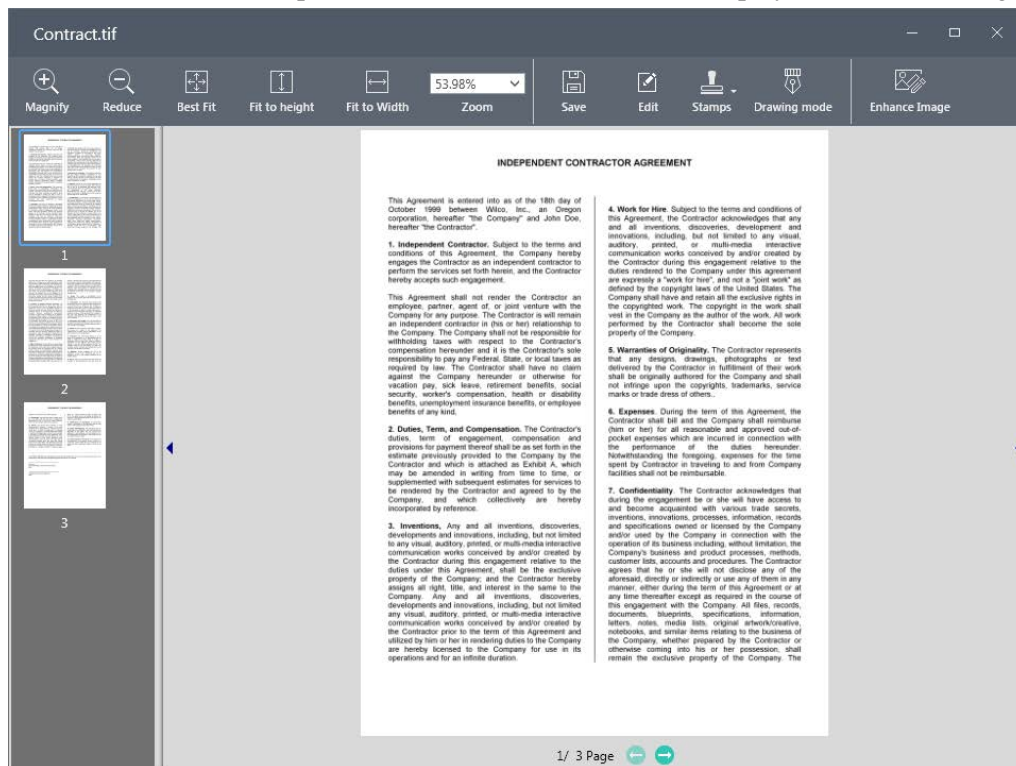 Contract.tif
Magnify
Reduce
Best Fit
Fit to height
Fit to Width
53.98%
Zoom
Save
Edit
Stamps
Drawing mode
Enhance Image
1
2
3
INDEPENDENT CONTRACTOR AGREEMENT
This Agreement is entered into as of the 18th day of
October 1999 between Wilco, Inc., an Oregon
corporation, hereafter "the Company" and John Doe,
hereafter "the Contractor".
1. Independent Contractor. Subject to the terms and
conditions of this Agreement, the Company hereby
engages the Contractor as an independent contractor to
perform the services set forth herein, and the Contractor
hereby accepts such engagement.
This Agreement shall not render the Contractor an
employee, partner, agent of, or joint venture with the
Company for any purpose. The Contractor is will remain
an independent contractor in (his or her) relationship to
the Company. The Company shall not be responsible for
withholding taxes with respect to the Contractor's
compensation hereunder and it is the Contractor's sole
responsibility to pay any Federal, State, or local taxes as
required by law. The Contractor shall have no claim
against the Company hereunder or otherwise for
vacation pay, sick leave, retirement benefits, social
security, worker's compensation, health or disability
benefits, unemployment insurance benefits, or employee
benefits of any kind.
2. Duties, Term, and Compensation. The Contractor's
duties, term of engagement, compensation and
provisions for payment thereof shall be as set forth in the
estimate previously provided to the Company by the
Contractor and which is attached as Exhibit A, which
may be amended in writing from time to time, or
supplemented with subsequent estimates for services to
be rendered by the Contractor and agreed to by the
Company, and which collectively are hereby
incorporated by reference.
3. Inventions, Any and all inventions, discoveries,
developments and innovations, including, but not limited
to any visual, auditory, printed, or multi-media interactive
communication works conceived by and/or created by
the Contractor during this engagement relative to the
duties under this Agreement, shall be the exclusive
property of the Company; and the Contractor hereby
assigns all right, title, and interest in the same to the
Company. Any and all inventions, discoveries,
developments and innovations, including, but not limited
any visual, auditory, printed, or multi-media interactive
communication works conceived by and/or created by
the Contractor prior to the term of this Agreement and
utilized by him or her in rendering duties to the Company
are hereby licensed to the Company for use in its
operations and for an infinite duration.
4. Work for Hire. Subject to the terms and conditions of
this Agreement, the Contractor acknowledges that any
and all inventions, discoveries, development and
innovations, including, but not limited to any visual,
auditory, printed, or multi-media interactive
communication works conceived by and/or created by
the Contractor during this engagement relative to the
duties rendered to the Company under this agreement
are expressly a "work for hire", and not a "joint work" as
defined by the copyright laws of the United States. The
Company shall have and retain all the exclusive rights in
the copyrighted work. The copyright in the work shall
vest in the Company as the author of the work. All work
performed by the Contractor shall become the sole
property of the Company.
5. Warranties of Originality. The Contractor represents
that any designs, drawings, photographs or text
delivered by the Contractor in fulfillment of their work
shall be originally authored for the Company and shall
not infringe upon the copyrights, trademarks, service
marks or trade dress of others..
6. Expenses. During the term of this Agreement, the
Contractor shall bill and the Company shall reimburse
(him or her) for all reasonable and approved out-of-
pocket expenses which are incurred in connection with
the performance of the duties hereunder.
Notwithstanding the foregoing, expenses for the time
spent by Contractor in traveling to and from Company
facilities shall not be reimbursable.
7. Confidentiality. The Contractor acknowledges that
during the engagement be or she will have access to
and become acquainted with various trade secrets,
inventions, innovations, processes, information, records
and specifications owned or licensed by the Company
and/or used by the Company in connection with the
operation of its business including, without limitation, the
Company's business and product processes, methods,
customer lists, accounts and procedures. The Contractor
agrees that he or she will not disclose any of the
aforesaid, directly or indirectly or use any of them in any
manner, either during the term of this Agreement or at
any time thereafter except as required in the course of
this engagement with the Company. All files, records,
documents, blueprints, specifications, information,
letters, notes, media lists, original artwork/creative,
notebooks, and similar items relating to the business of
the Company, whether prepared by the Contractor or
otherwise coming into his or her possession, shall
remain the exclusive property of the Company. The
1/ 3 Page